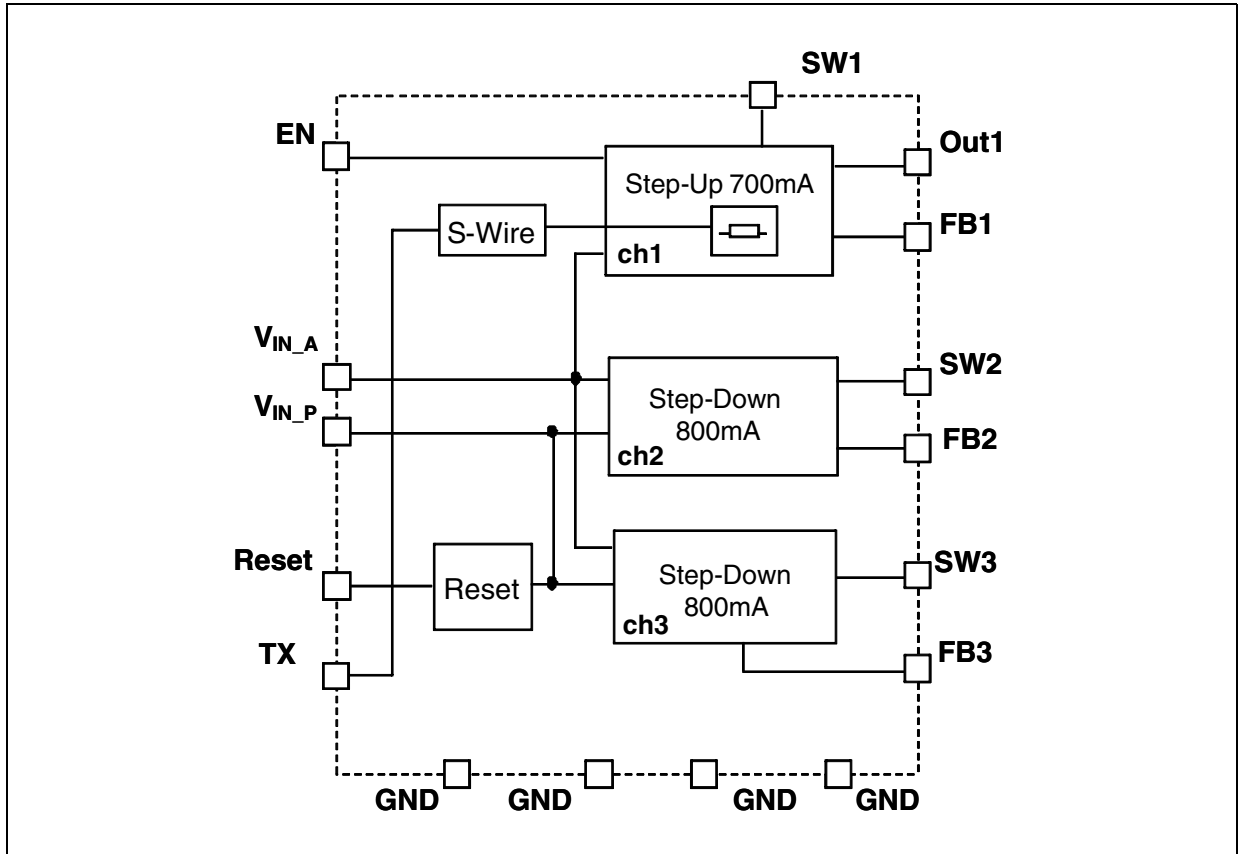 SW1
EN
Out1
Step-Up 700mA
S-Wire
FB1
ch1
VIN_A
SW2
Step-Down
800mA
VIN_P
FB2
ch2
Reset
Reset
Step-Down
800mA
SW3
ch3
TX
FB3
GND
GND
GND
GND